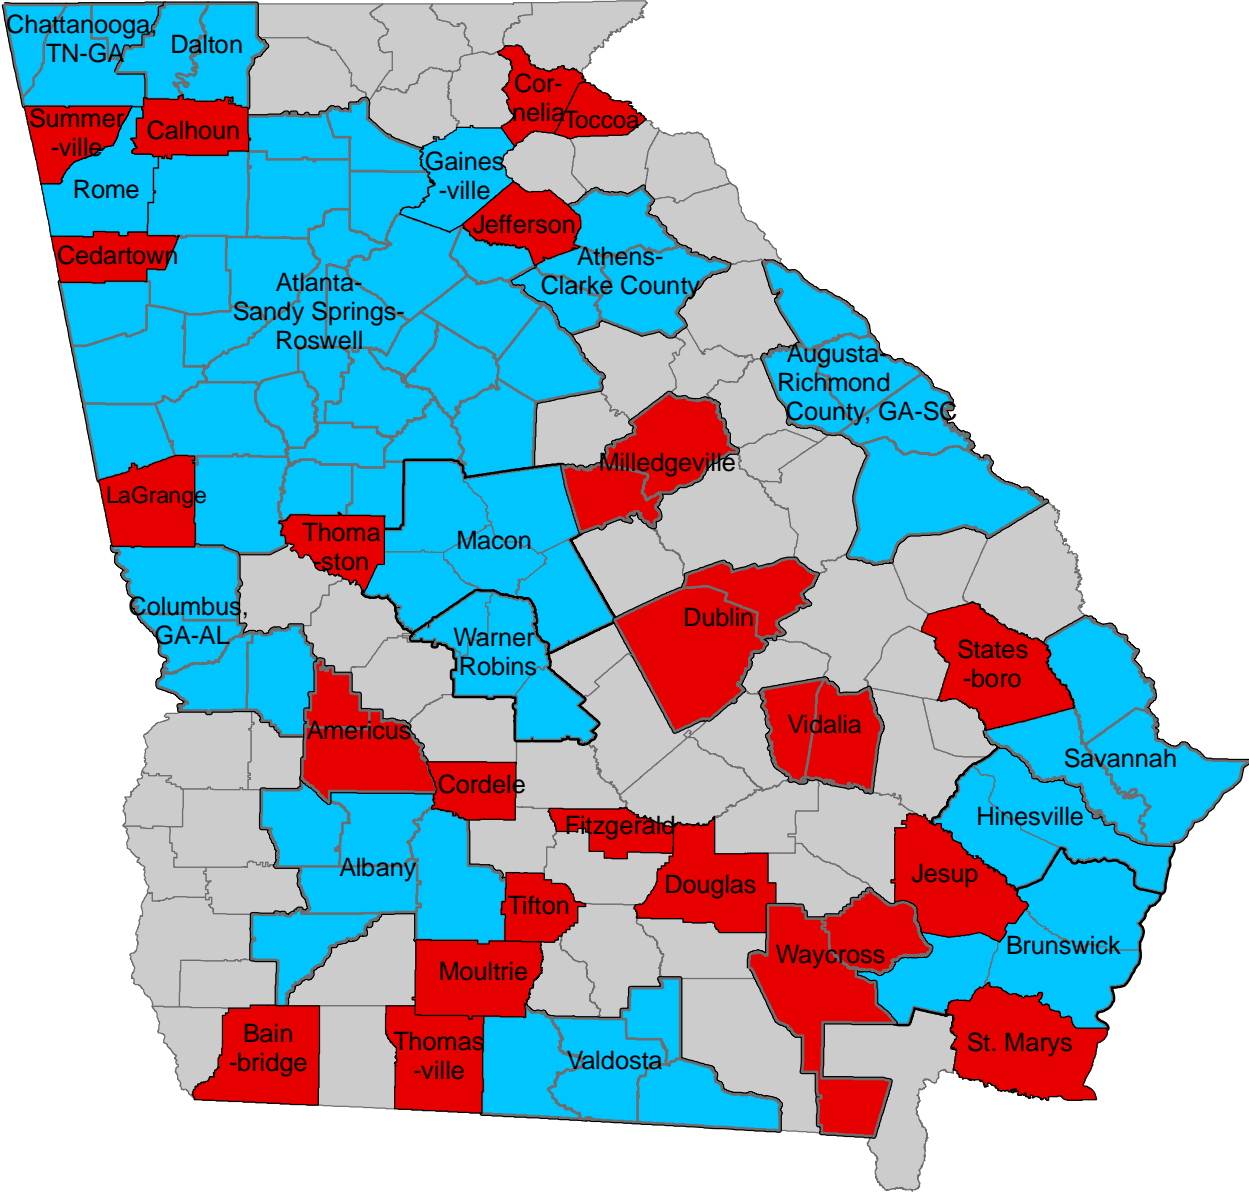 Chattanooga,
TN-GA
Dalton
Cor-
nelia
Toccoa
Summer
-ville
Calhoun
Gaines
-ville
Rome
Jefferson
Cedartown
Athens-
Clarke County
Atlanta-
Sandy Springs-
Roswell
Augusta-
Richmond
County, GA-SC
Milledgeville
LaGrange
Thoma
-ston
Macon
Columbus,
GA-AL
Warner
Robins
Dublin
States
-boro
Americus
Vidalia
Savannah
Cordele
Fitzgerald
Hinesville
Albany
Douglas
Jesup
Tifton
Waycross
Brunswick
Moultrie
Bain
-bridge
Thomas
-ville
Valdosta
St. Marys